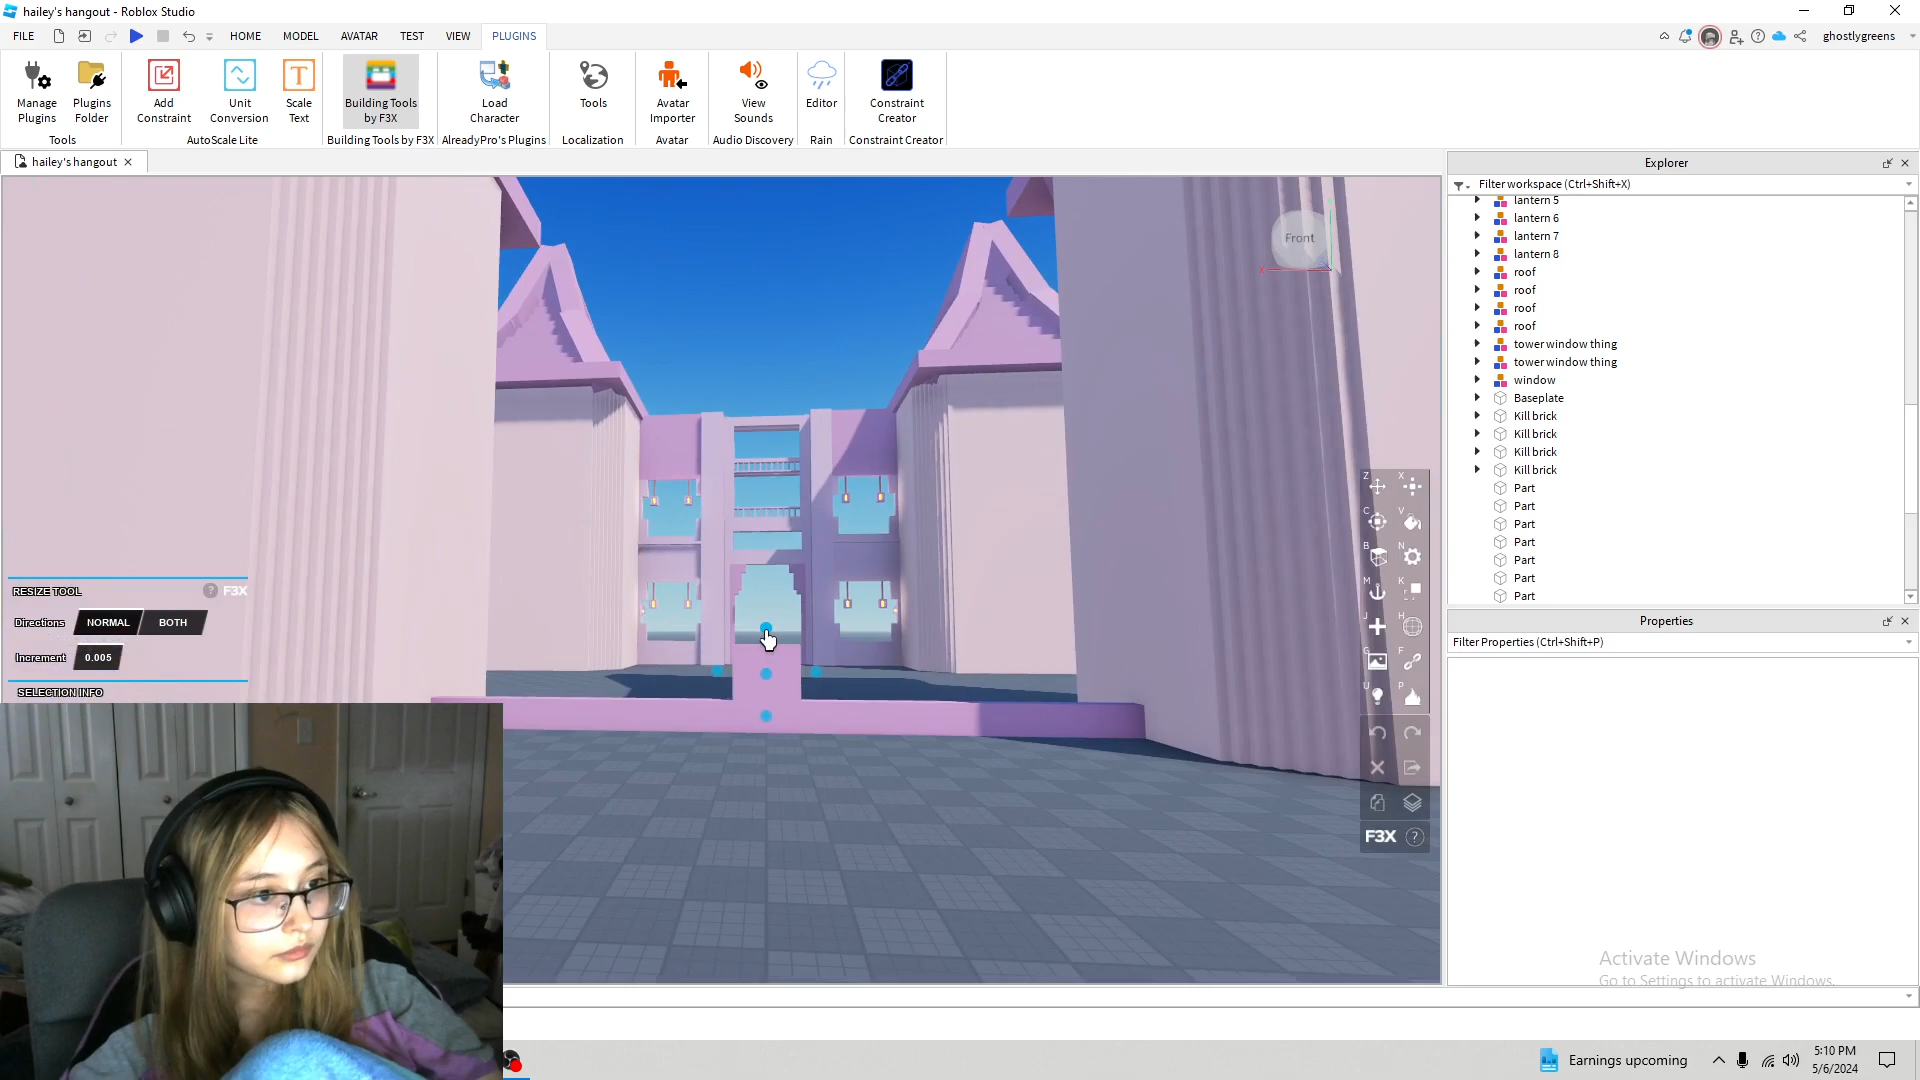 hailey's hangout - Roblox Studio
FILE HOME MODEL AVATAR TEST VIEW PLUGINS ghostlygreens
Manage Plugins
Plugins Folder
Tools
Add Constraint
Unit Conversion
Scale Text
AutoScale Lite
Building Tools by F3X
Building Tools by F3X
Load Character
AlreadyPro's Plugins
Tools
Localization
Avatar Importer
Avatar
View Sounds
Audio Discovery
Editor
Rain
Constraint Creator
Constraint Creator
hailey's hangout
Front
X
RESIZE TOOL ? F3X
Directions NORMAL BOTH
Increment 0.005
SELECTION INFO
Z X
C V
B N
M K
J H
G F
U P
F3X ?
Explorer
Filter workspace (Ctrl+Shift+X)
lantern 5
lantern 6
lantern 7
lantern 8
roof
roof
roof
roof
tower window thing
tower window thing
window
Baseplate
Kill brick
Kill brick
Kill brick
Kill brick
Part
Part
Part
Part
Part
Part
Part
Properties
Filter Properties (Ctrl+Shift+P)
Activate Windows
Go to Settings to activate Windows.
Earnings upcoming
5:10 PM
5/6/2024